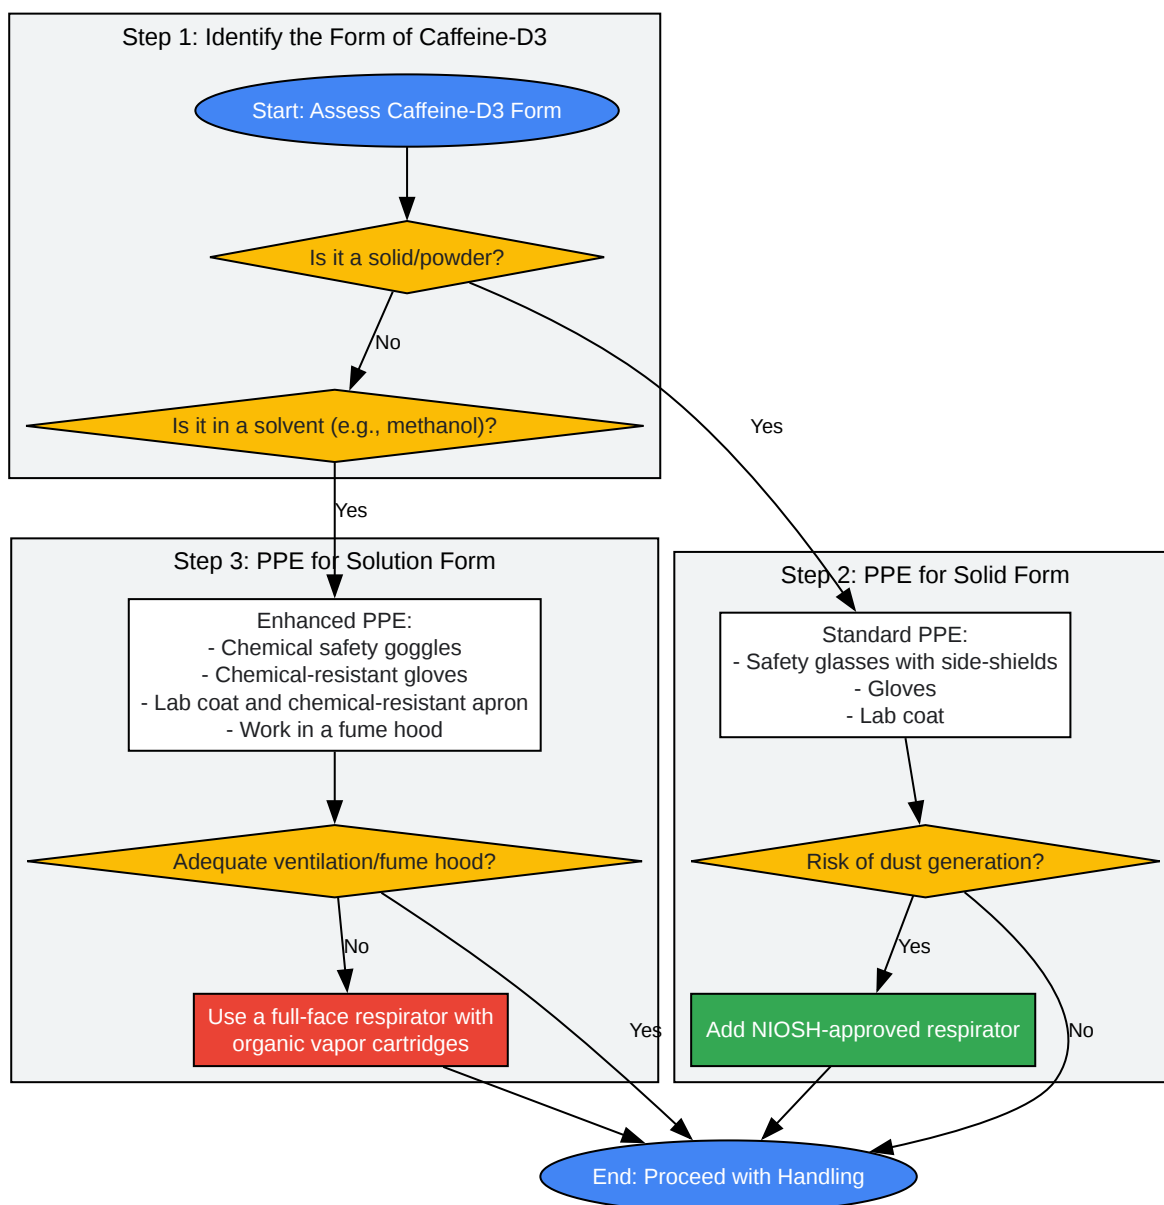 Step 1: Identify the Form of Caffeine-D3
Start: Assess Caffeine-D3 Form
Is it a solid/powder?
No
Is it in a solvent (e.g., methanol)?
Yes
Yes
Step 3: PPE for Solution Form
Enhanced PPE:
- Chemical safety goggles
- Chemical-resistant gloves
- Lab coat and chemical-resistant apron
- Work in a fume hood
Adequate ventilation/fume hood?
No
Use a full-face respirator with
organic vapor cartridges
Yes
Step 2: PPE for Solid Form
Standard PPE:
- Safety glasses with side-shields
- Gloves
- Lab coat
Risk of dust generation?
Yes
Add NIOSH-approved respirator
No
End: Proceed with Handling